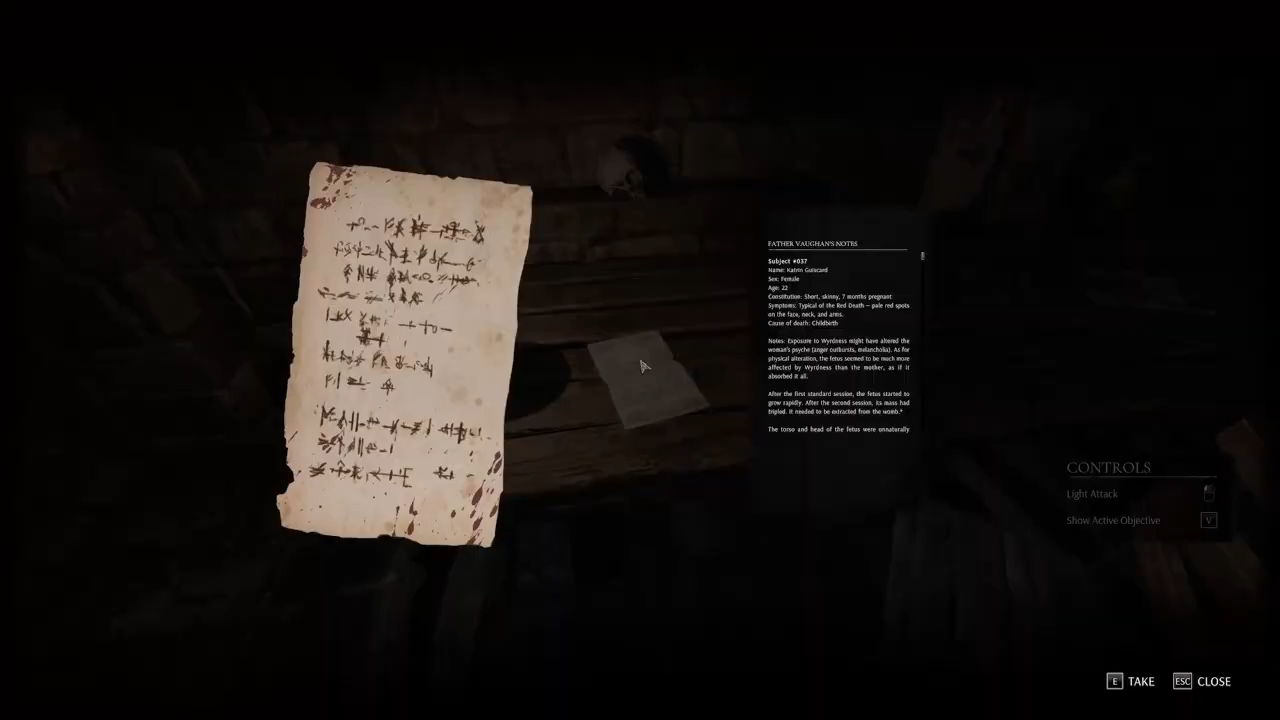 FATHER VAUGHAN'S NOTES
Subject #037
Name: Katrin Guiscard
Sex: Female
Age: 22
Constitution: Short, skinny, 7 months pregnant
Symptoms: Typical of the Red Death – pale red spots
on the face, neck, and arms.
Cause of death: Childbirth
Notes: Exposure to Wyrdness might have altered the
woman's psyche (anger outbursts, melancholia). As for
physical alteration, the fetus seemed to be much more
affected by Wyrdness than the mother, as if it
absorbed it all.
After the first standard session, the fetus started to
grow rapidly. After the second session, its mass had
tripled. It needed to be extracted from the womb.*
The torso and head of the fetus were unnaturally
CONTROLS
Light Attack
Show Active Objective V
E TAKE ESC CLOSE